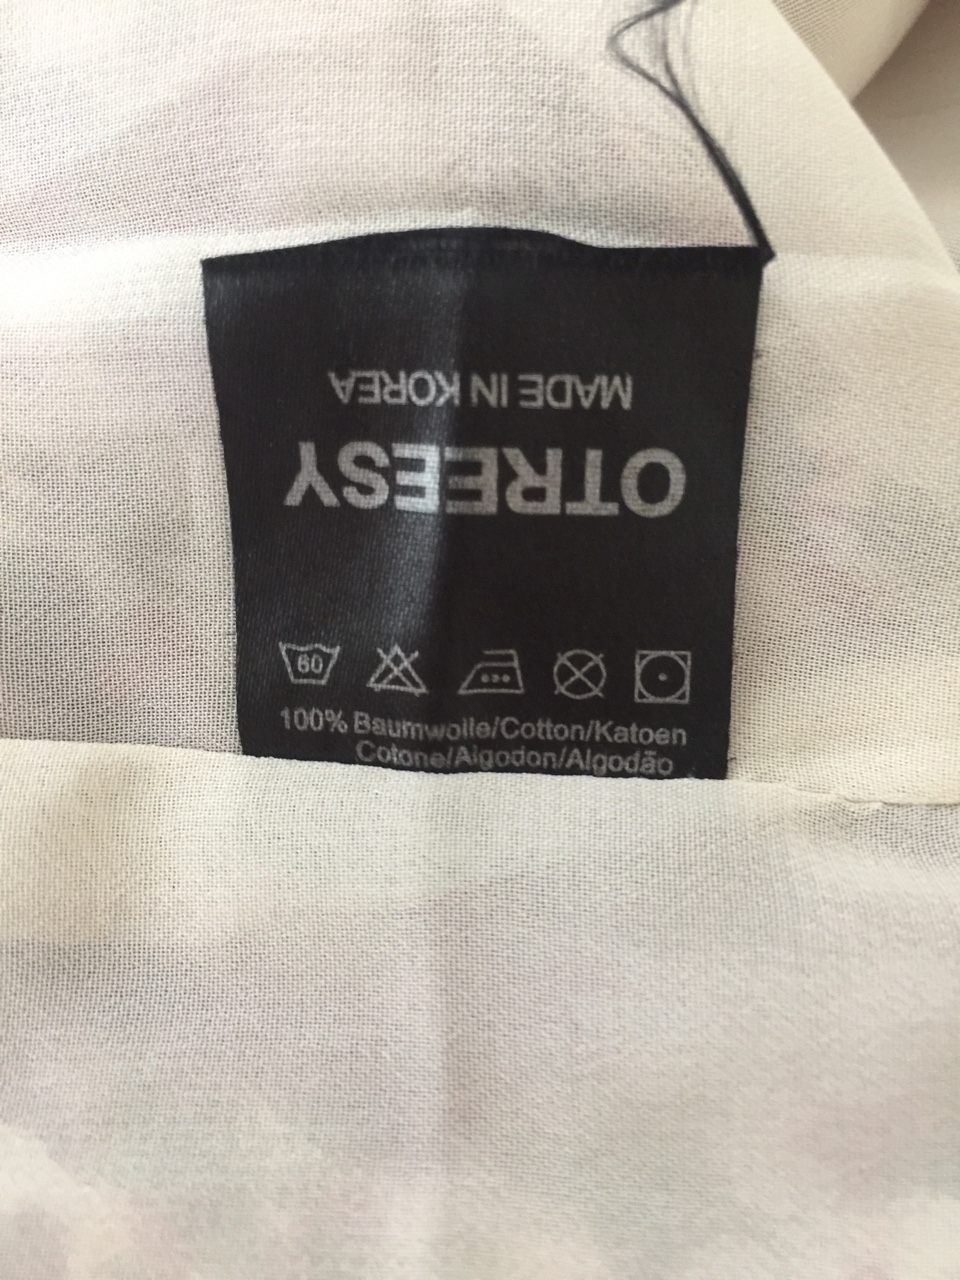 MADE IN KOREA
OTREESY
60
100% Baumwolle/Cotton/Katoen
Cotone/Algodon/Algodão